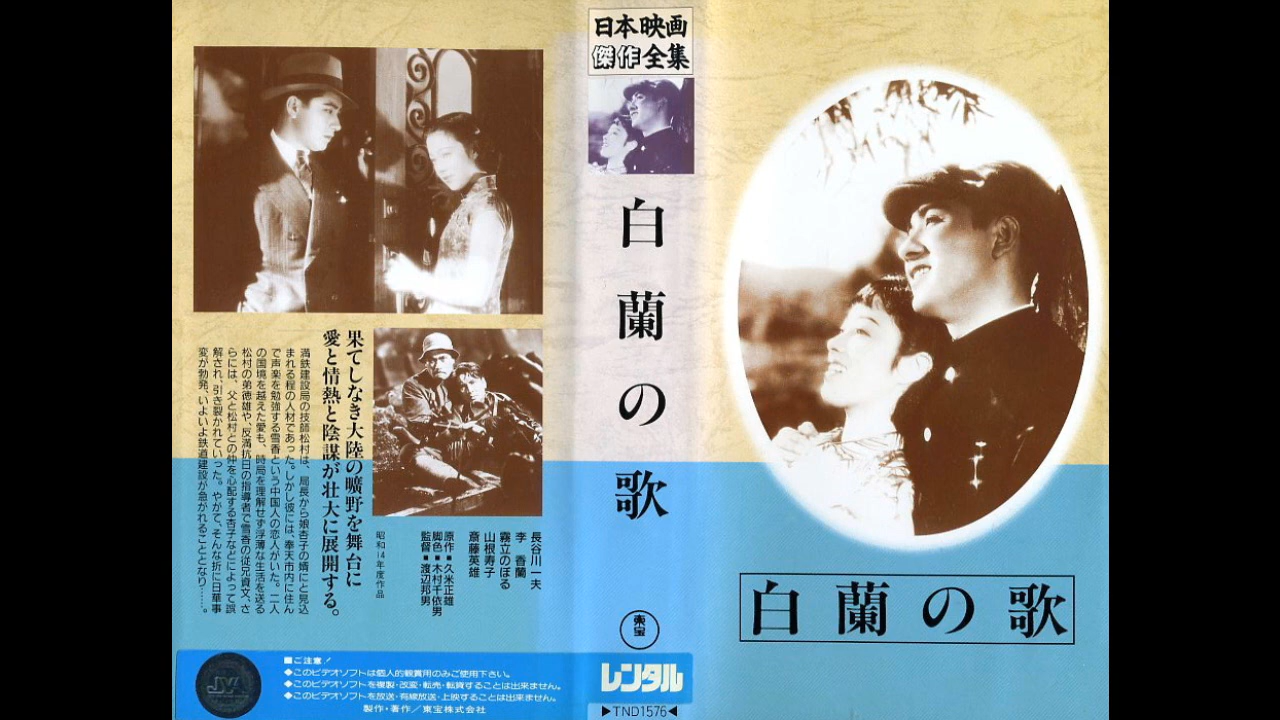 日本映画
傑作全集
白蘭の歌
東宝
レンタル
▶TND1576◀
白蘭の歌
果てしなき大陸の曠野を舞台に
愛と情熱と陰謀が壮大に展開する。
満鉄建設局の技師松村は、局長から娘杏子の婿にと見込
まれる程の人材であった。しかし彼には、奉天市内に住ん
で声楽を勉強する雪香という中国人の恋人がいた。二人
の国境を越えた愛も、時局を理解せず浮薄な生活を送る
松村の弟徳雄や、反満抗日の指導者で雪香の従兄資文、さ
らには、父と松村との仲を心配する杏子などによって誤
解され、引き裂かれていった。やがて、そんな折に日華事
変が勃発。いよいよ鉄道建設が急がれることとなり……。
長谷川一夫
李 香蘭
霧立のぼる
山根寿子
斎藤英雄
原作■久米正雄
脚色■木村千依男
監督■渡辺邦男
昭和14年度作品
JVA
■ご注意!
◆このビデオソフトは個人的観賞用のみご使用下さい。
◆このビデオソフトを複製・改変・転売・転貸することは出来ません。
◆このビデオソフトを放送・有線放送・上映することは出来ません。
製作・著作/東宝株式会社